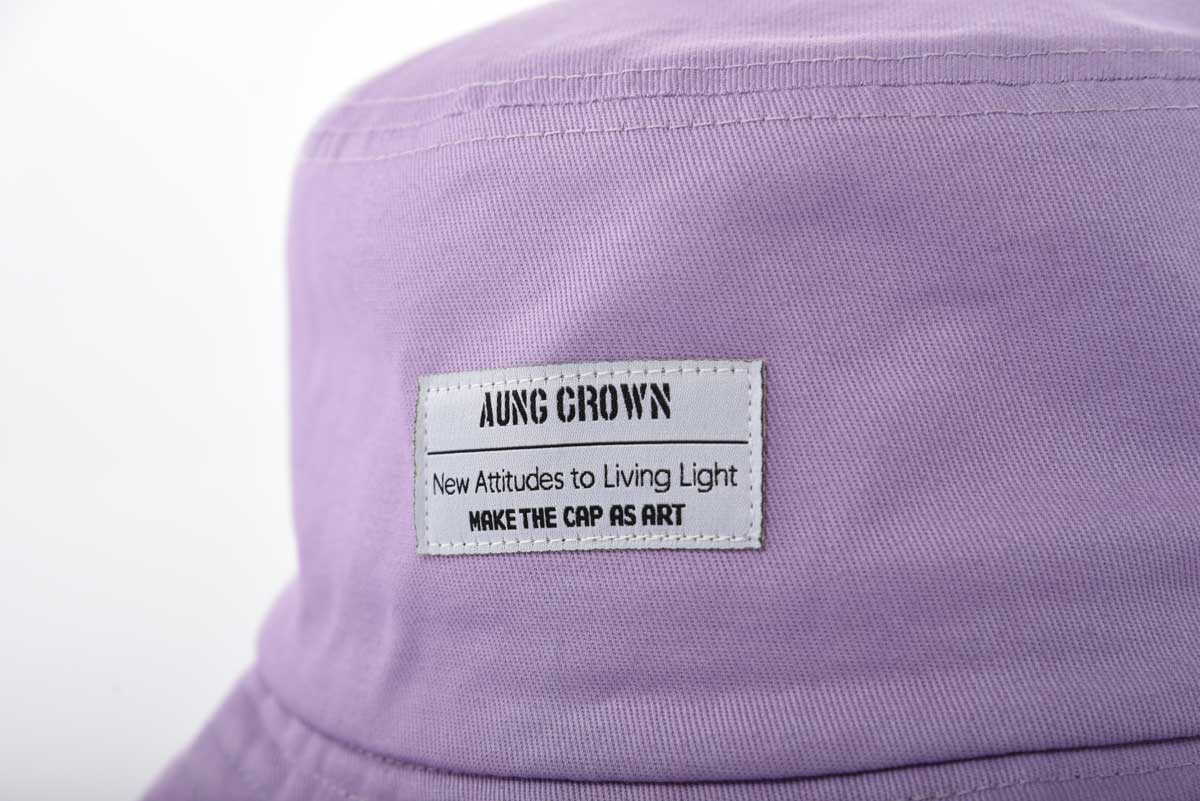 AUNG CROWN
New Attitudes to Living Light
MAKE THE CAP AS ART